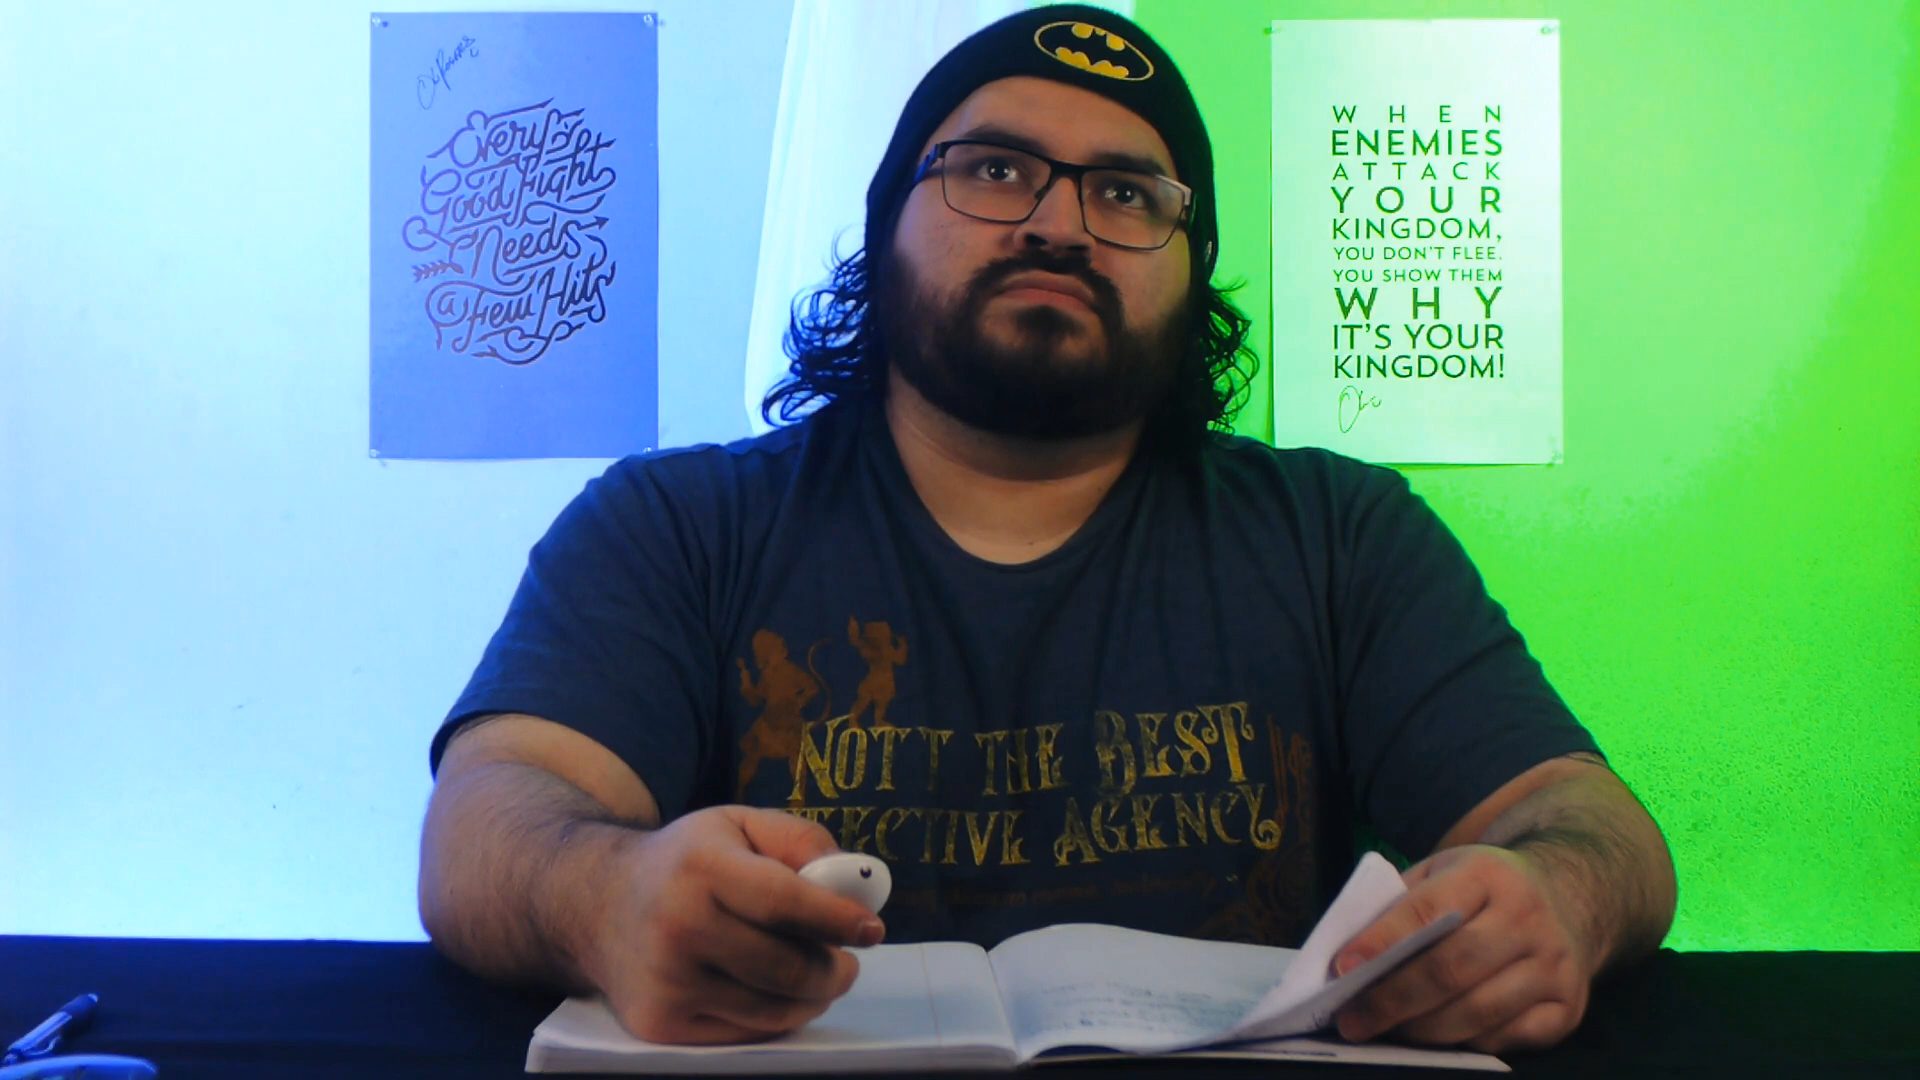 Every
Good Fight
Needs
a Few Hits
WHEN
ENEMIES
ATTACK
YOUR
KINGDOM,
YOU DON'T FLEE.
YOU SHOW THEM
WHY
IT'S YOUR
KINGDOM!
NOTT THE BEST
TECTIVE AGENCY